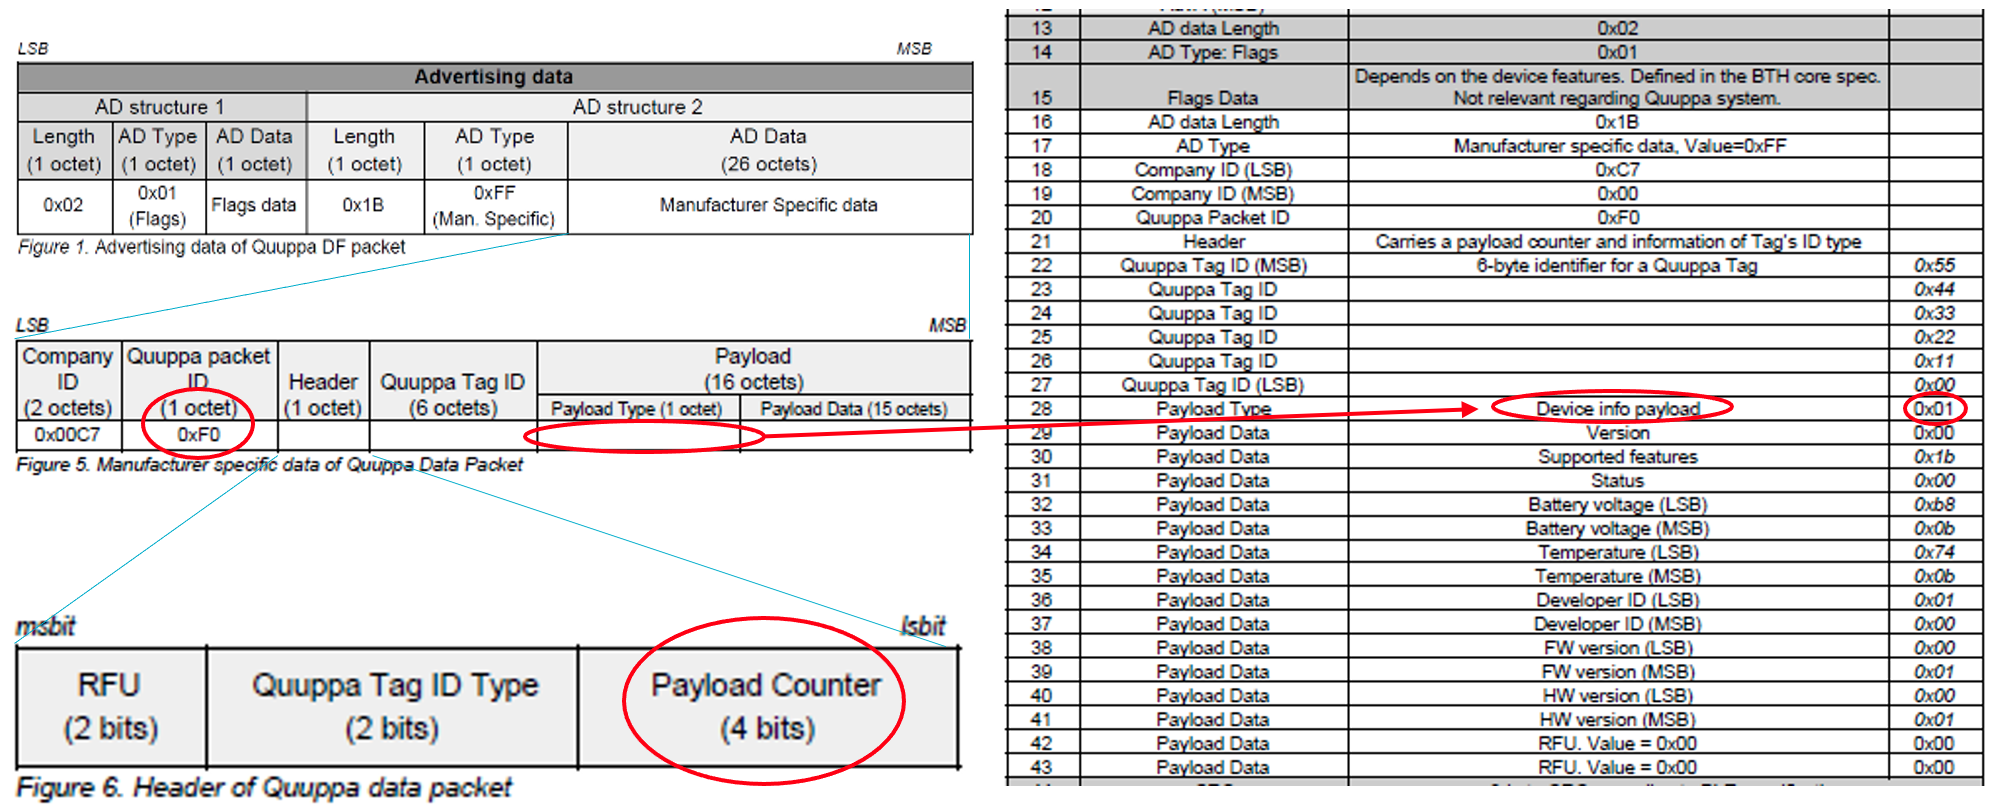 LSB MSB
Advertising data
AD structure 1 AD structure 2
Length AD Type AD Data Length AD Type AD Data
(1 octet) (1 octet) (1 octet) (1 octet) (1 octet) (26 octets)
0x02 0x01 (Flags) Flags data 0x1B 0xFF (Man. Specific) Manufacturer Specific data
Figure 1. Advertising data of Quuppa DF packet
LSB MSB
Company ID (2 octets) Quuppa packet ID (1 octet) Header (1 octet) Quuppa Tag ID (6 octets) Payload (16 octets)
Payload Type (1 octet) Payload Data (15 octets)
0x00C7 0xF0
Figure 5. Manufacturer specific data of Quuppa Data Packet
msbit lsbit
RFU Quuppa Tag ID Type Payload Counter
(2 bits) (2 bits) (4 bits)
Figure 6. Header of Quuppa data packet
13 AD data Length 0x02
14 AD Type: Flags 0x01
Depends on the device features. Defined in the BTH core spec.
15 Flags Data Not relevant regarding Quuppa system.
16 AD data Length 0x1B
17 AD Type Manufacturer specific data, Value=0xFF
18 Company ID (LSB) 0xC7
19 Company ID (MSB) 0x00
20 Quuppa Packet ID 0xF0
21 Header Carries a payload counter and information of Tag's ID type
22 Quuppa Tag ID (MSB) 6-byte identifier for a Quuppa Tag 0x55
23 Quuppa Tag ID 0x44
24 Quuppa Tag ID 0x33
25 Quuppa Tag ID 0x22
26 Quuppa Tag ID 0x11
27 Quuppa Tag ID (LSB) 0x00
28 Payload Type Device info payload 0x01
29 Payload Data Version 0x00
30 Payload Data Supported features 0x1b
31 Payload Data Status 0x00
32 Payload Data Battery voltage (LSB) 0xb8
33 Payload Data Battery voltage (MSB) 0x0b
34 Payload Data Temperature (LSB) 0x74
35 Payload Data Temperature (MSB) 0x0b
36 Payload Data Developer ID (LSB) 0x01
37 Payload Data Developer ID (MSB) 0x00
38 Payload Data FW version (LSB) 0x00
39 Payload Data FW version (MSB) 0x01
40 Payload Data HW version (LSB) 0x00
41 Payload Data HW version (MSB) 0x01
42 Payload Data RFU. Value = 0x00 0x00
43 Payload Data RFU. Value = 0x00 0x00